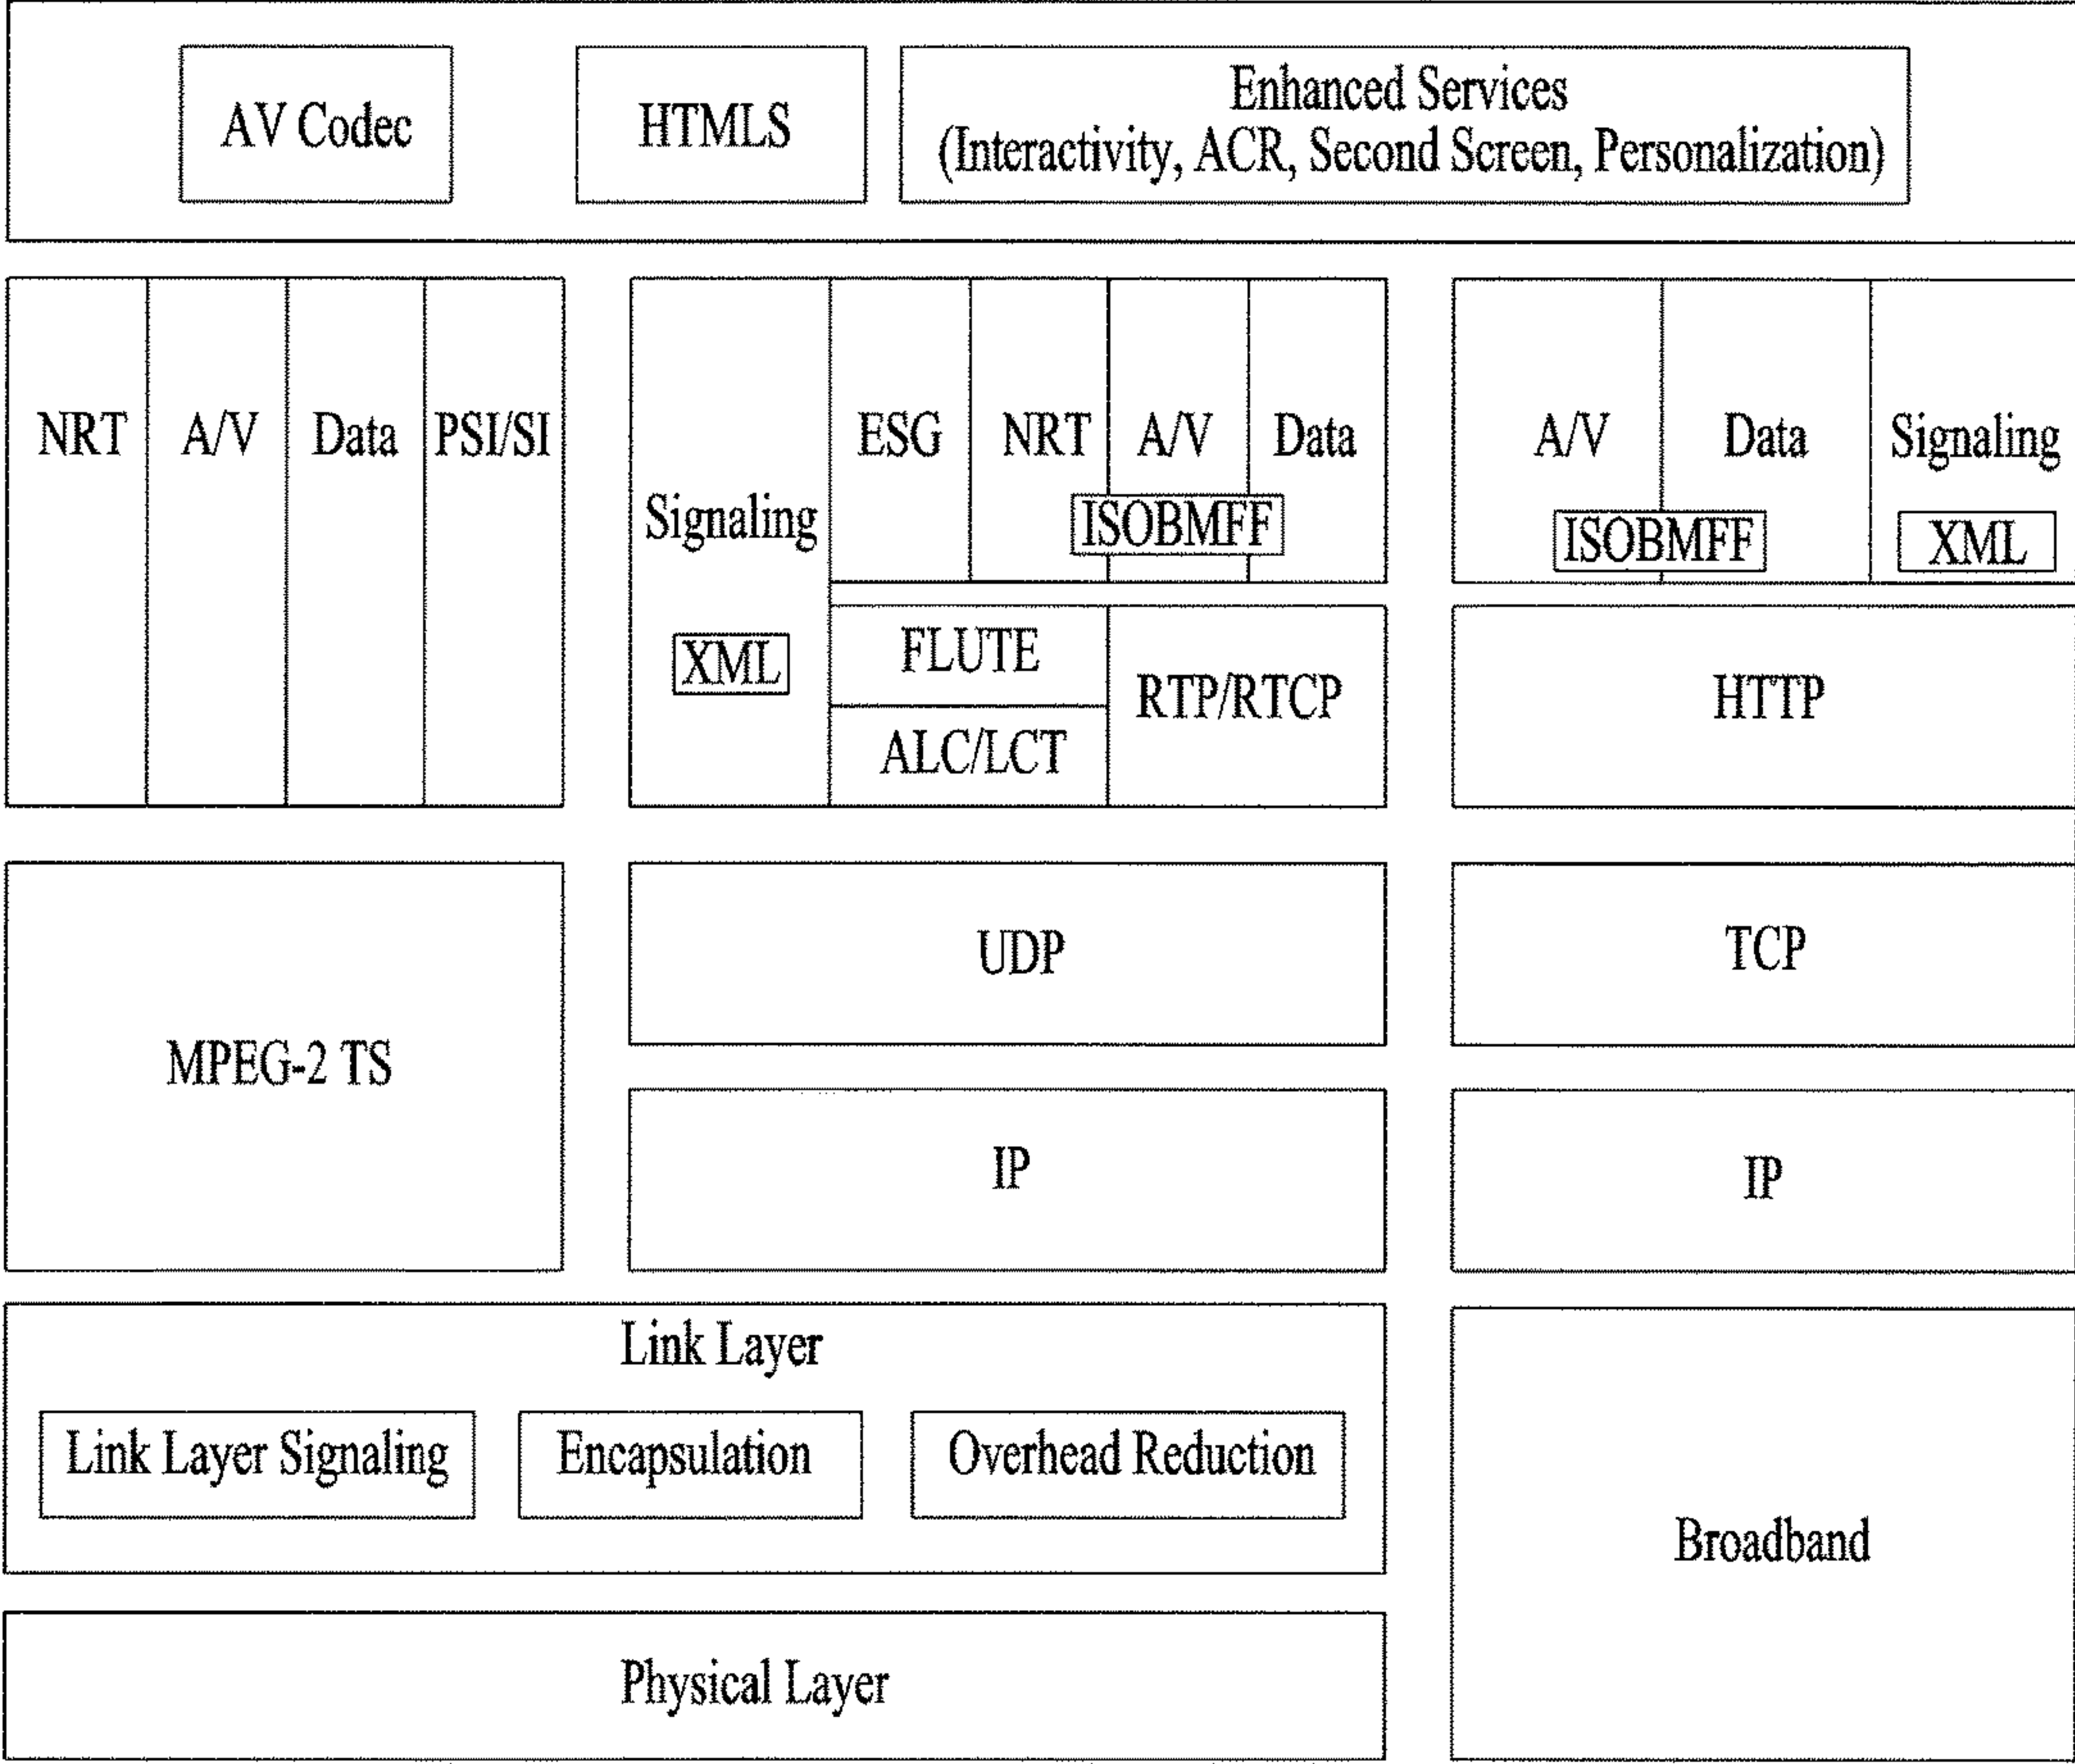 AV Codec
HTMLS
Enhanced Services
(Interactivity, ACR, Second Screen, Personalization)
NRT
A/V
Data
PSI/SI
Signaling
XML
ESG
NRT
A/V
Data
ISOBMFF
FLUTE
ALC/LCT
RTP/RTCP
A/V
Data
Signaling
ISOBMFF
XML
HTTP
MPEG-2 TS
UDP
TCP
IP
IP
Link Layer
Link Layer Signaling
Encapsulation
Overhead Reduction
Broadband
Physical Layer